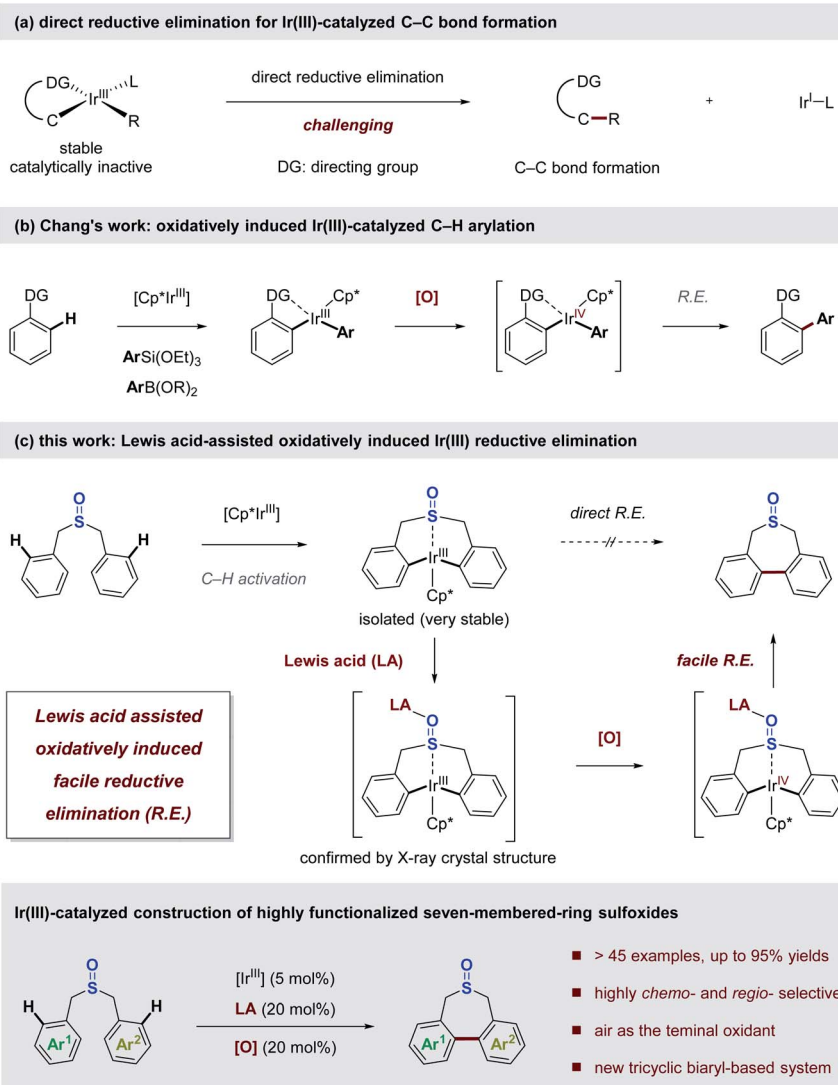 (a) direct reductive elimination for Ir(III)-catalyzed C–C bond formation
DG
Ir^III
L
C
R
stable
catalytically inactive
direct reductive elimination
challenging
DG: directing group
DG
C–R
C–C bond formation
+
Ir^I–L
(b) Chang's work: oxidatively induced Ir(III)-catalyzed C–H arylation
DG
H
[Cp*Ir^III]
ArSi(OEt)3
ArB(OR)2
DG
Cp*
Ir^III
Ar
[O]
DG
Cp*
Ir^IV
Ar
R.E.
DG
Ar
(c) this work: Lewis acid-assisted oxidatively induced Ir(III) reductive elimination
O
S
H
H
[Cp*Ir^III]
C–H activation
O
S
Ir^III
Cp*
isolated (very stable)
direct R.E.
O
S
Lewis acid (LA)
facile R.E.
Lewis acid assisted
oxidatively induced
facile reductive
elimination (R.E.)
LA
O
S
Ir^III
Cp*
confirmed by X-ray crystal structure
[O]
LA
O
S
Ir^IV
Cp*
Ir(III)-catalyzed construction of highly functionalized seven-membered-ring sulfoxides
O
S
H
H
Ar^1
Ar^2
[Ir^III] (5 mol%)
LA (20 mol%)
[O] (20 mol%)
O
S
Ar^1
Ar^2
■ > 45 examples, up to 95% yields
■ highly chemo- and regio- selective
■ air as the teminal oxidant
■ new tricyclic biaryl-based system